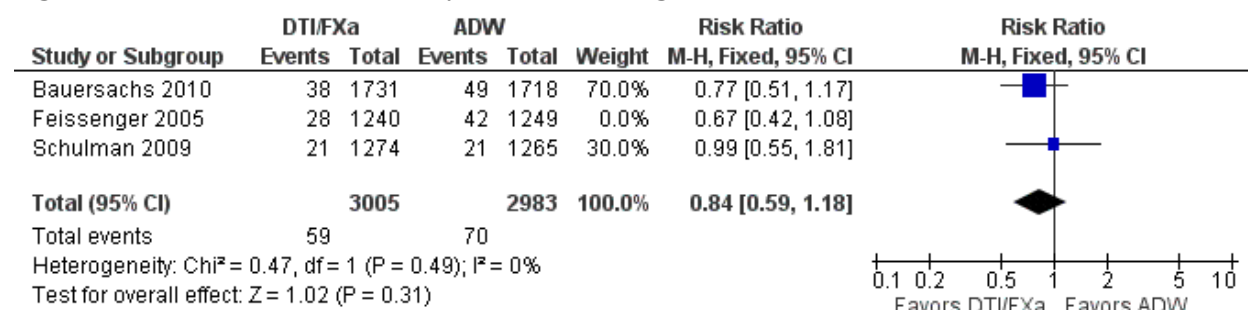 DTI/FXa ADW Risk Ratio Risk Ratio
Study or Subgroup Events Total Events Total Weight M-H, Fixed, 95% CI M-H, Fixed, 95% CI
Bauersachs 2010 38 1731 49 1718 70.0% 0.77 [0.51, 1.17]
Feissenger 2005 28 1240 42 1249 0.0% 0.67 [0.42, 1.08]
Schulman 2009 21 1274 21 1265 30.0% 0.99 [0.55, 1.81]
Total (95% CI) 3005 2983 100.0% 0.84 [0.59, 1.18]
Total events 59 70
Heterogeneity: Chi² = 0.47, df = 1 (P = 0.49); I² = 0%
Test for overall effect: Z = 1.02 (P = 0.31)
0.1 0.2 0.5 1 2 5 10
Favors DTI/FXa Favors ADW